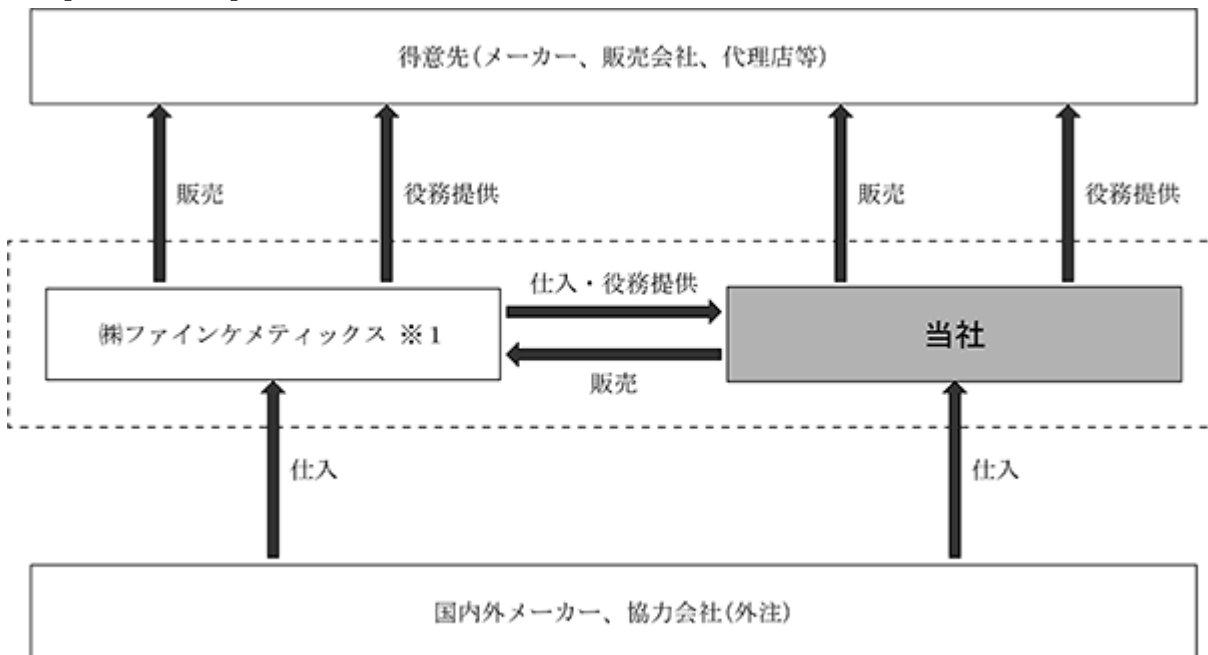 得意先(メーカー、販売会社、代理店等)
販売
役務提供
販売
役務提供
仕入・役務提供
㈱ファインケメティックス ※1
当社
販売
仕入
仕入
国内外メーカー、協力会社(外注)